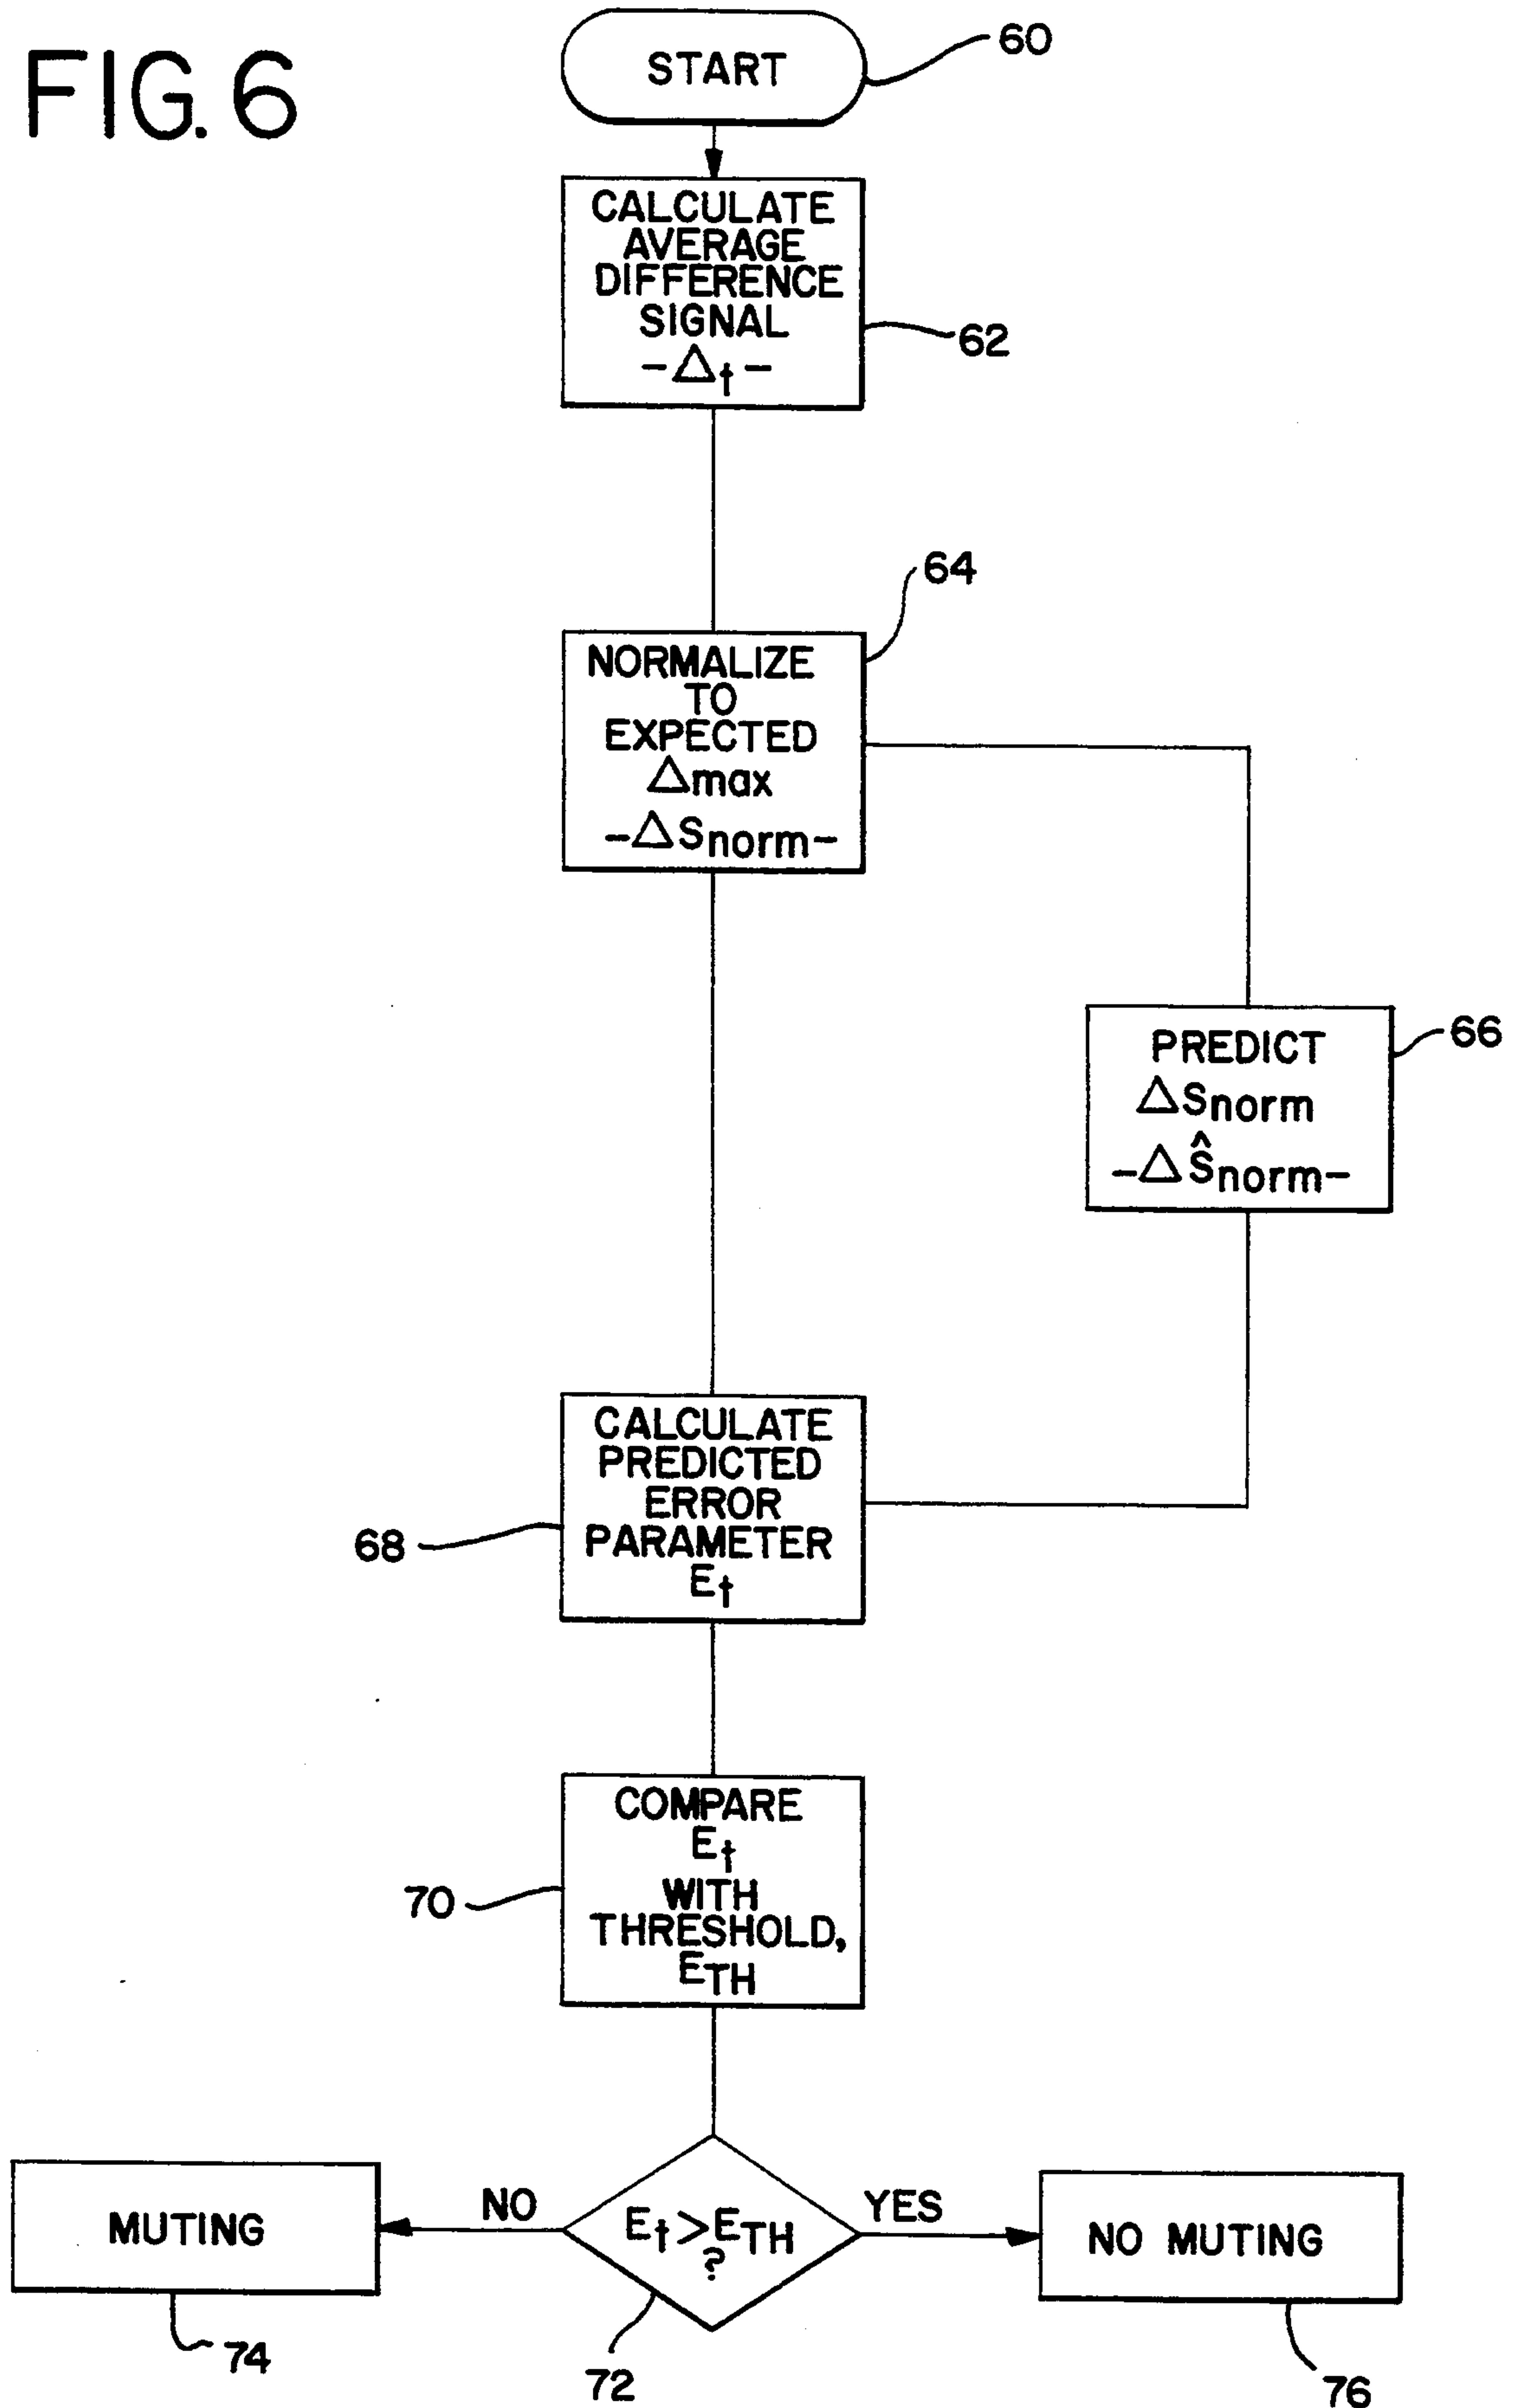 FIG. 6
START
60
CALCULATE
AVERAGE
DIFFERENCE
SIGNAL
-Δt-
62
64
NORMALIZE
TO
EXPECTED
Δmax
-ΔSnorm-
66
PREDICT
ΔSnorm
-ΔŜnorm-
68
CALCULATE
PREDICTED
ERROR
PARAMETER
Et
70
COMPARE
Et
WITH
THRESHOLD,
ETH
NO
YES
MUTING
Et>ETH
?
NO MUTING
74
72
76